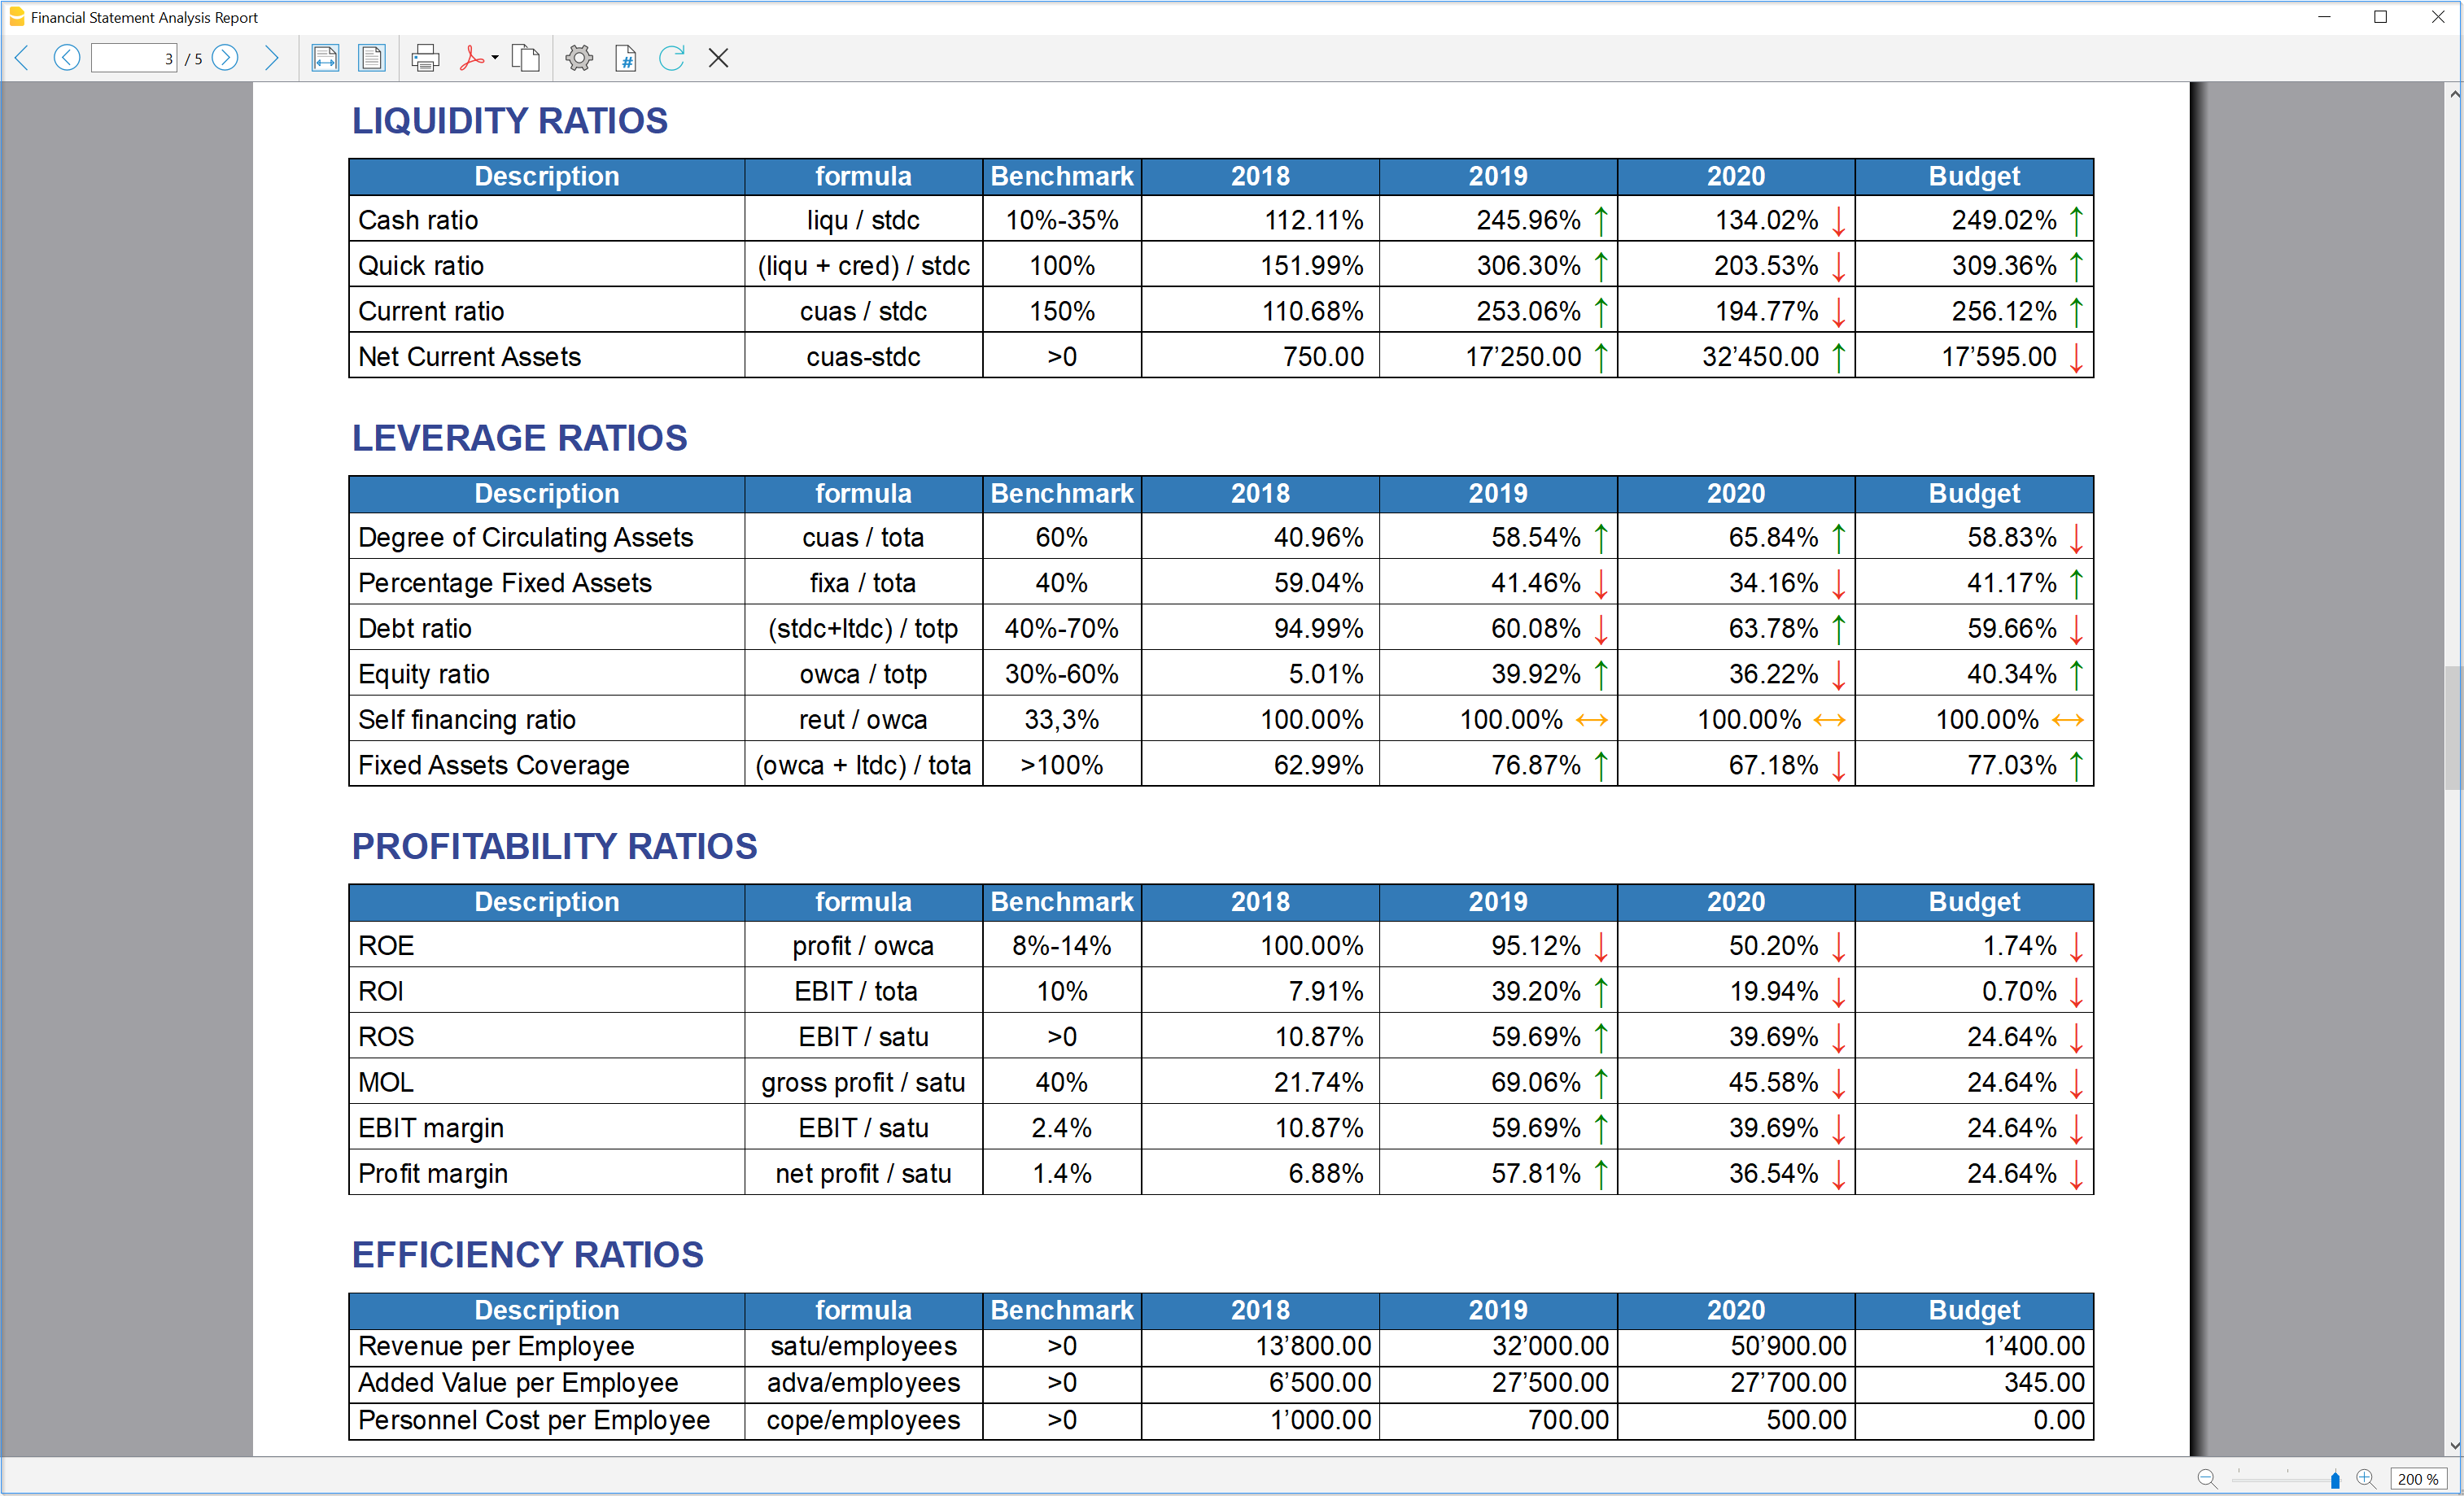 Financial Statement Analysis Report
3 / 5
LIQUIDITY RATIOS
Description formula Benchmark 2018 2019 2020 Budget
Cash ratio liqu / stdc 10%-35% 112.11% 245.96% ↑ 134.02% ↓ 249.02% ↑
Quick ratio (liqu + cred) / stdc 100% 151.99% 306.30% ↑ 203.53% ↓ 309.36% ↑
Current ratio cuas / stdc 150% 110.68% 253.06% ↑ 194.77% ↓ 256.12% ↑
Net Current Assets cuas-stdc >0 750.00 17’250.00 ↑ 32’450.00 ↑ 17’595.00 ↓
LEVERAGE RATIOS
Description formula Benchmark 2018 2019 2020 Budget
Degree of Circulating Assets cuas / tota 60% 40.96% 58.54% ↑ 65.84% ↑ 58.83% ↓
Percentage Fixed Assets fixa / tota 40% 59.04% 41.46% ↓ 34.16% ↓ 41.17% ↑
Debt ratio (stdc+ltdc) / totp 40%-70% 94.99% 60.08% ↓ 63.78% ↑ 59.66% ↓
Equity ratio owca / totp 30%-60% 5.01% 39.92% ↑ 36.22% ↓ 40.34% ↑
Self financing ratio reut / owca 33,3% 100.00% 100.00% ↔ 100.00% ↔ 100.00% ↔
Fixed Assets Coverage (owca + ltdc) / tota >100% 62.99% 76.87% ↑ 67.18% ↓ 77.03% ↑
PROFITABILITY RATIOS
Description formula Benchmark 2018 2019 2020 Budget
ROE profit / owca 8%-14% 100.00% 95.12% ↓ 50.20% ↓ 1.74% ↓
ROI EBIT / tota 10% 7.91% 39.20% ↑ 19.94% ↓ 0.70% ↓
ROS EBIT / satu >0 10.87% 59.69% ↑ 39.69% ↓ 24.64% ↓
MOL gross profit / satu 40% 21.74% 69.06% ↑ 45.58% ↓ 24.64% ↓
EBIT margin EBIT / satu 2.4% 10.87% 59.69% ↑ 39.69% ↓ 24.64% ↓
Profit margin net profit / satu 1.4% 6.88% 57.81% ↑ 36.54% ↓ 24.64% ↓
EFFICIENCY RATIOS
Description formula Benchmark 2018 2019 2020 Budget
Revenue per Employee satu/employees >0 13’800.00 32’000.00 50’900.00 1’400.00
Added Value per Employee adva/employees >0 6’500.00 27’500.00 27’700.00 345.00
Personnel Cost per Employee cope/employees >0 1’000.00 700.00 500.00 0.00
200 %